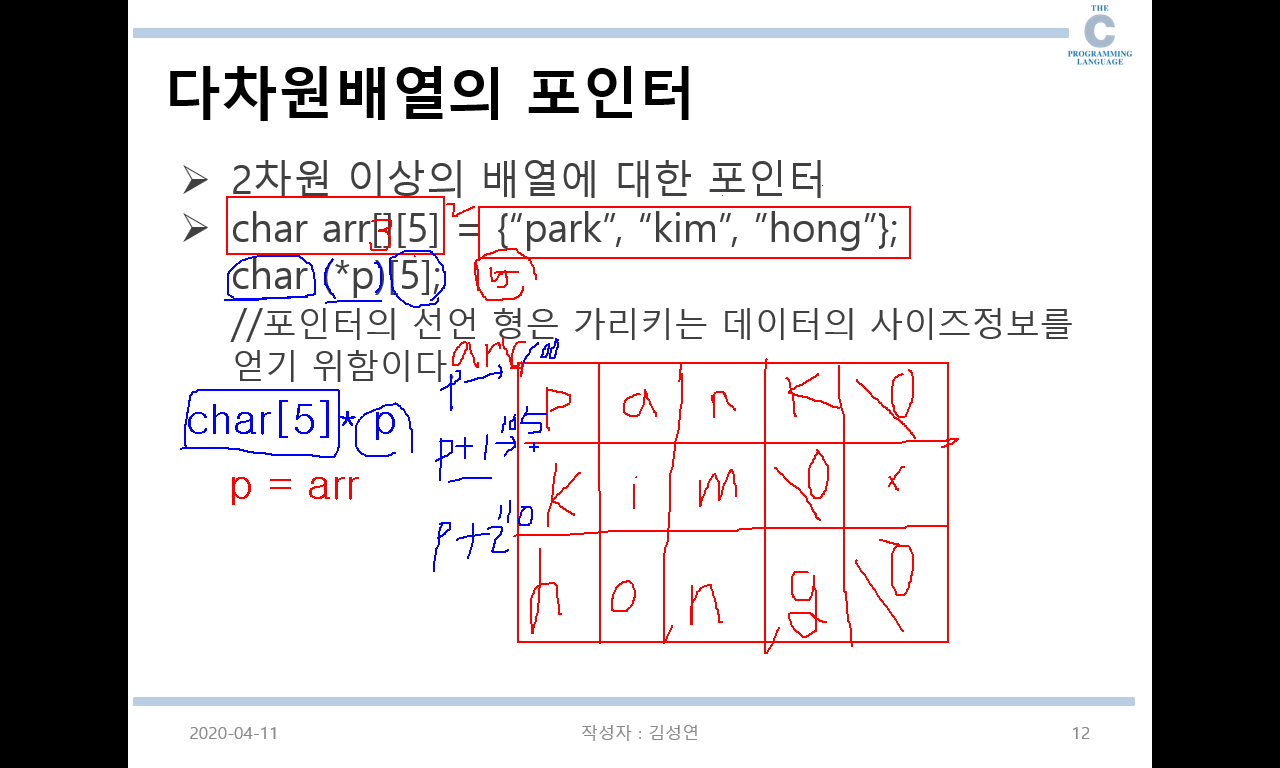 THE
C
PROGRAMMING
LANGUAGE
다차원배열의 포인터
2차원 이상의 배열에 대한 포인터
char arr[][5] = {“park”, “kim”, ”hong”};
3
char (*p)[5];
//포인터의 선언 형은 가리키는 데이터의 사이즈정보를
얻기 위함이다
arr 100
p
char[5]* p
p a r k \0
p+1 105
p = arr
k i m \0 x
p+2 110
h o n g \0
2020-04-11
작성자 : 김성연
12